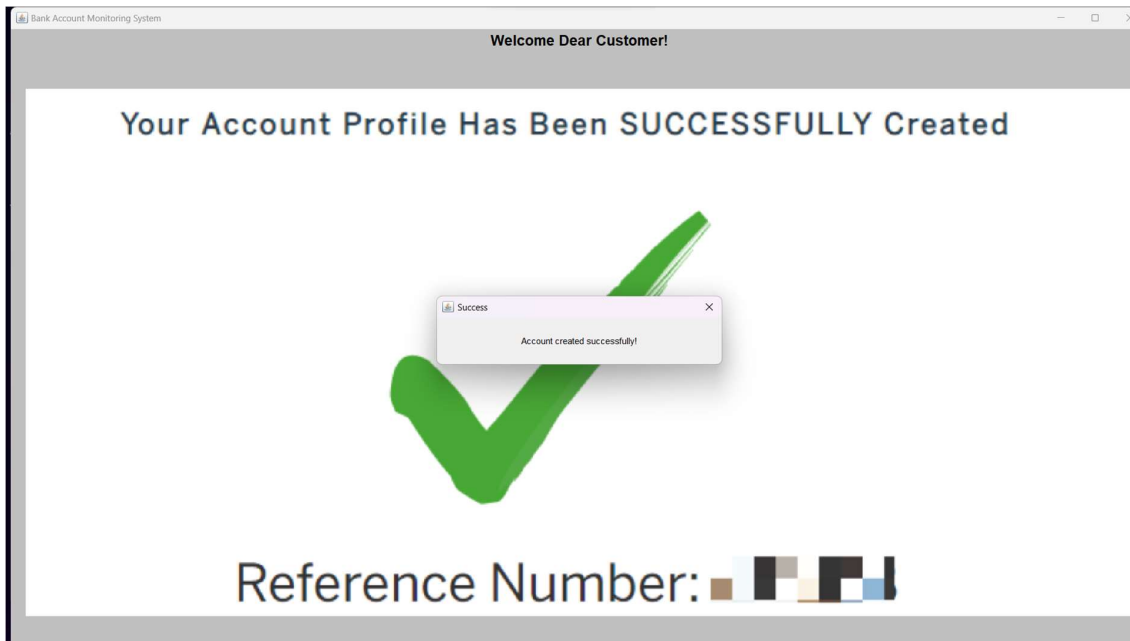 Bank Account Monitoring System
Welcome Dear Customer!
Your Account Profile Has Been SUCCESSFULLY Created
Success
Account created successfully!
Reference Number: